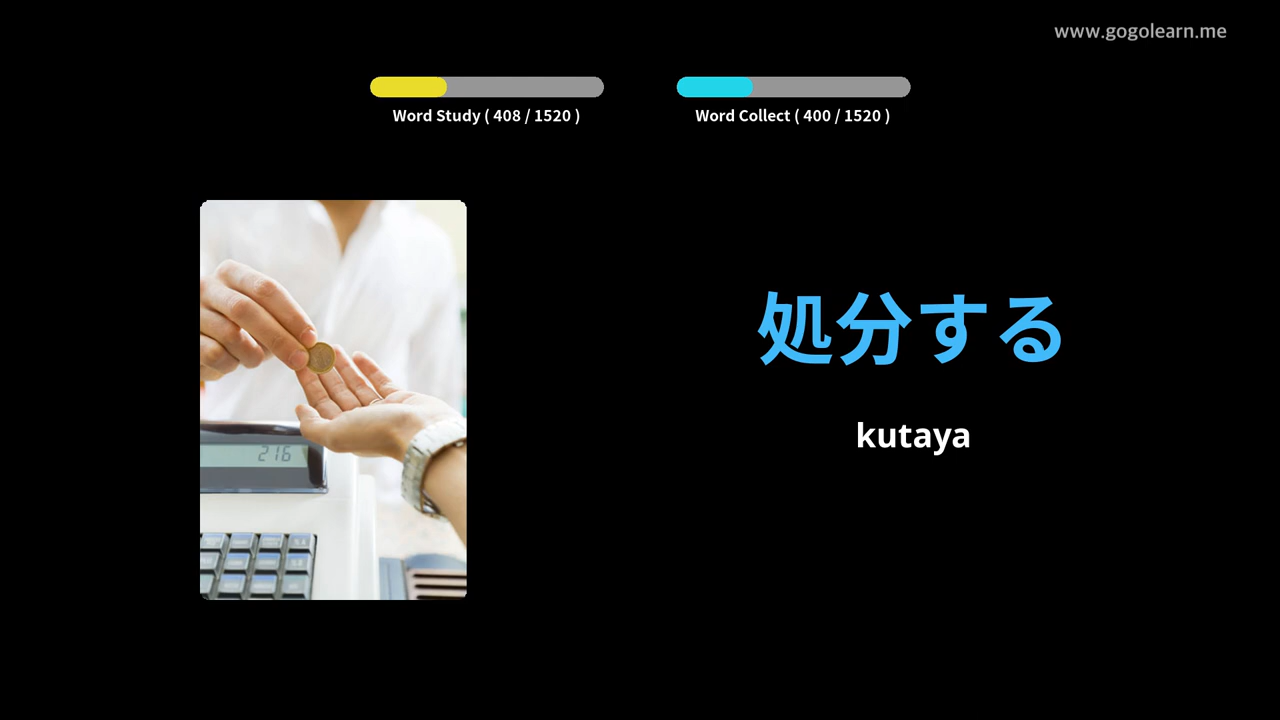 www.gogolearn.me
Word Study ( 408 / 1520 )
Word Collect ( 400 / 1520 )
処分する
kutaya
216